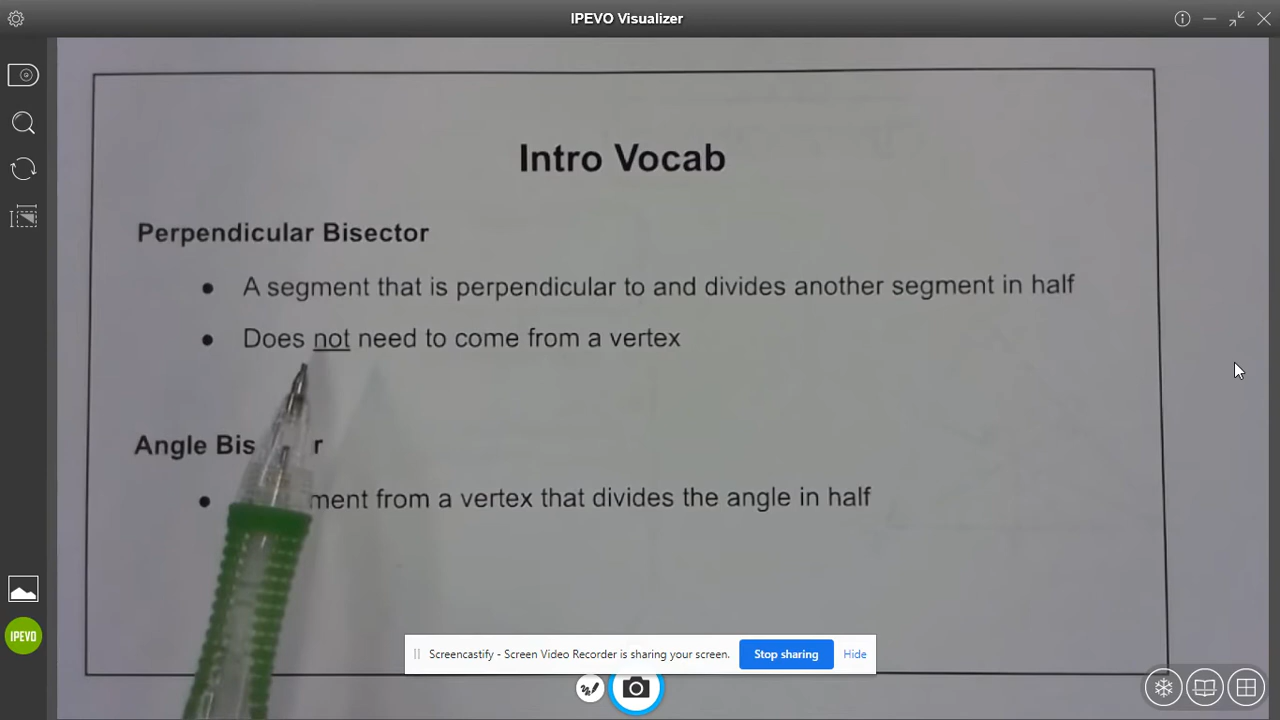 IPEVO Visualizer
Intro Vocab
Perpendicular Bisector
• A segment that is perpendicular to and divides another segment in half
• Does not need to come from a vertex
Angle Bis r
• ment from a vertex that divides the angle in half
IPEVO
Screencastify - Screen Video Recorder is sharing your screen. Stop sharing Hide